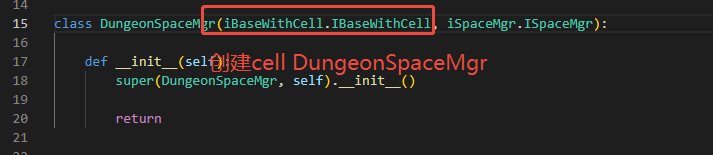 14
15 class DungeonSpaceMgr(iBaseWithCell.IBaseWithCell, iSpaceMgr.ISpaceMgr):
16
17 def __init__(self):
创建cell DungeonSpaceMgr
18 super(DungeonSpaceMgr, self).__init__()
19
20 return
21
22